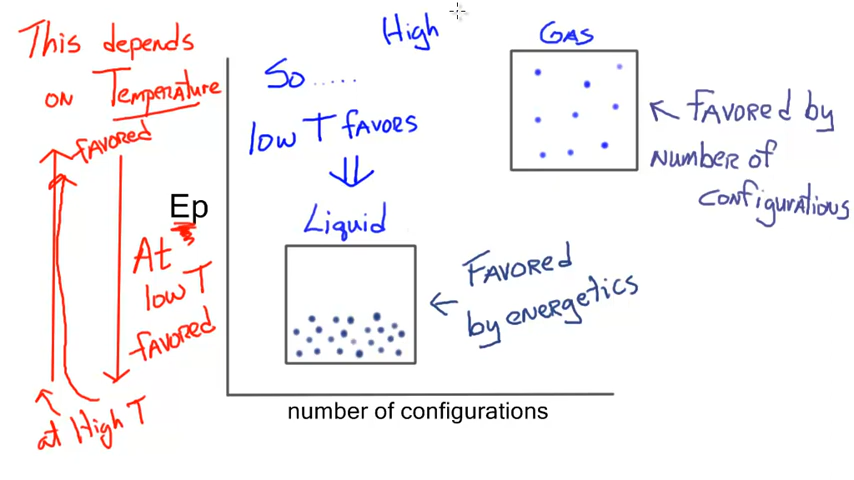 This depends
on Temperature
favored
At
low T
favored
at High T
Ep
So .....
low T favors
Liquid
High
Gas
Favored by
number of
configurations
Favored
by energetics
number of configurations